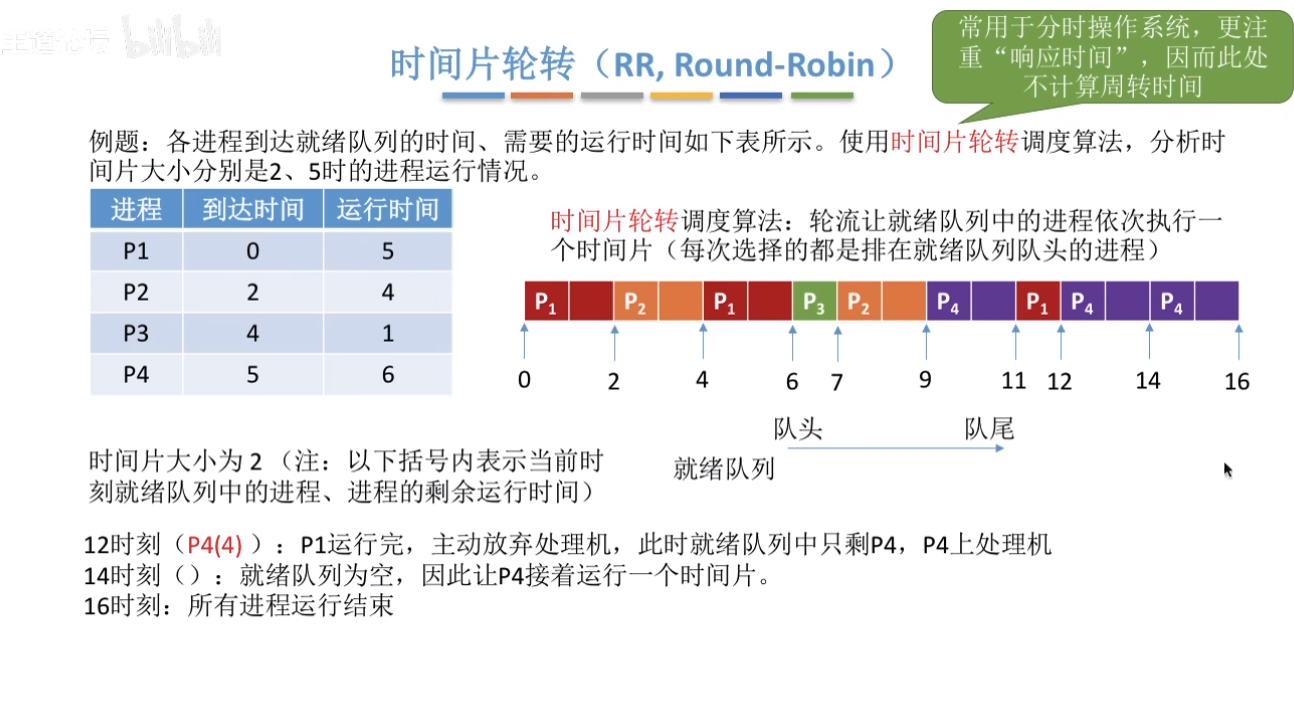 王道论坛 bilibili
常用于分时操作系统，更注
重“响应时间”，因而此处
不计算周转时间
时间片轮转（RR, Round-Robin）
例题：各进程到达就绪队列的时间、需要的运行时间如下表所示。使用时间片轮转调度算法，分析时
间片大小分别是2、5时的进程运行情况。
进程 到达时间 运行时间
P1 0 5
P2 2 4
P3 4 1
P4 5 6
时间片轮转调度算法：轮流让就绪队列中的进程依次执行一
个时间片（每次选择的都是排在就绪队列队头的进程）
P1 P2 P1 P3 P2 P4 P1 P4 P4
0 2 4 6 7 9 11 12 14 16
队头 队尾
就绪队列
时间片大小为 2（注：以下括号内表示当前时
刻就绪队列中的进程、进程的剩余运行时间）
12时刻（P4(4) ）：P1运行完，主动放弃处理机，此时就绪队列中只剩P4，P4上处理机
14时刻（）：就绪队列为空，因此让P4接着运行一个时间片。
16时刻：所有进程运行结束